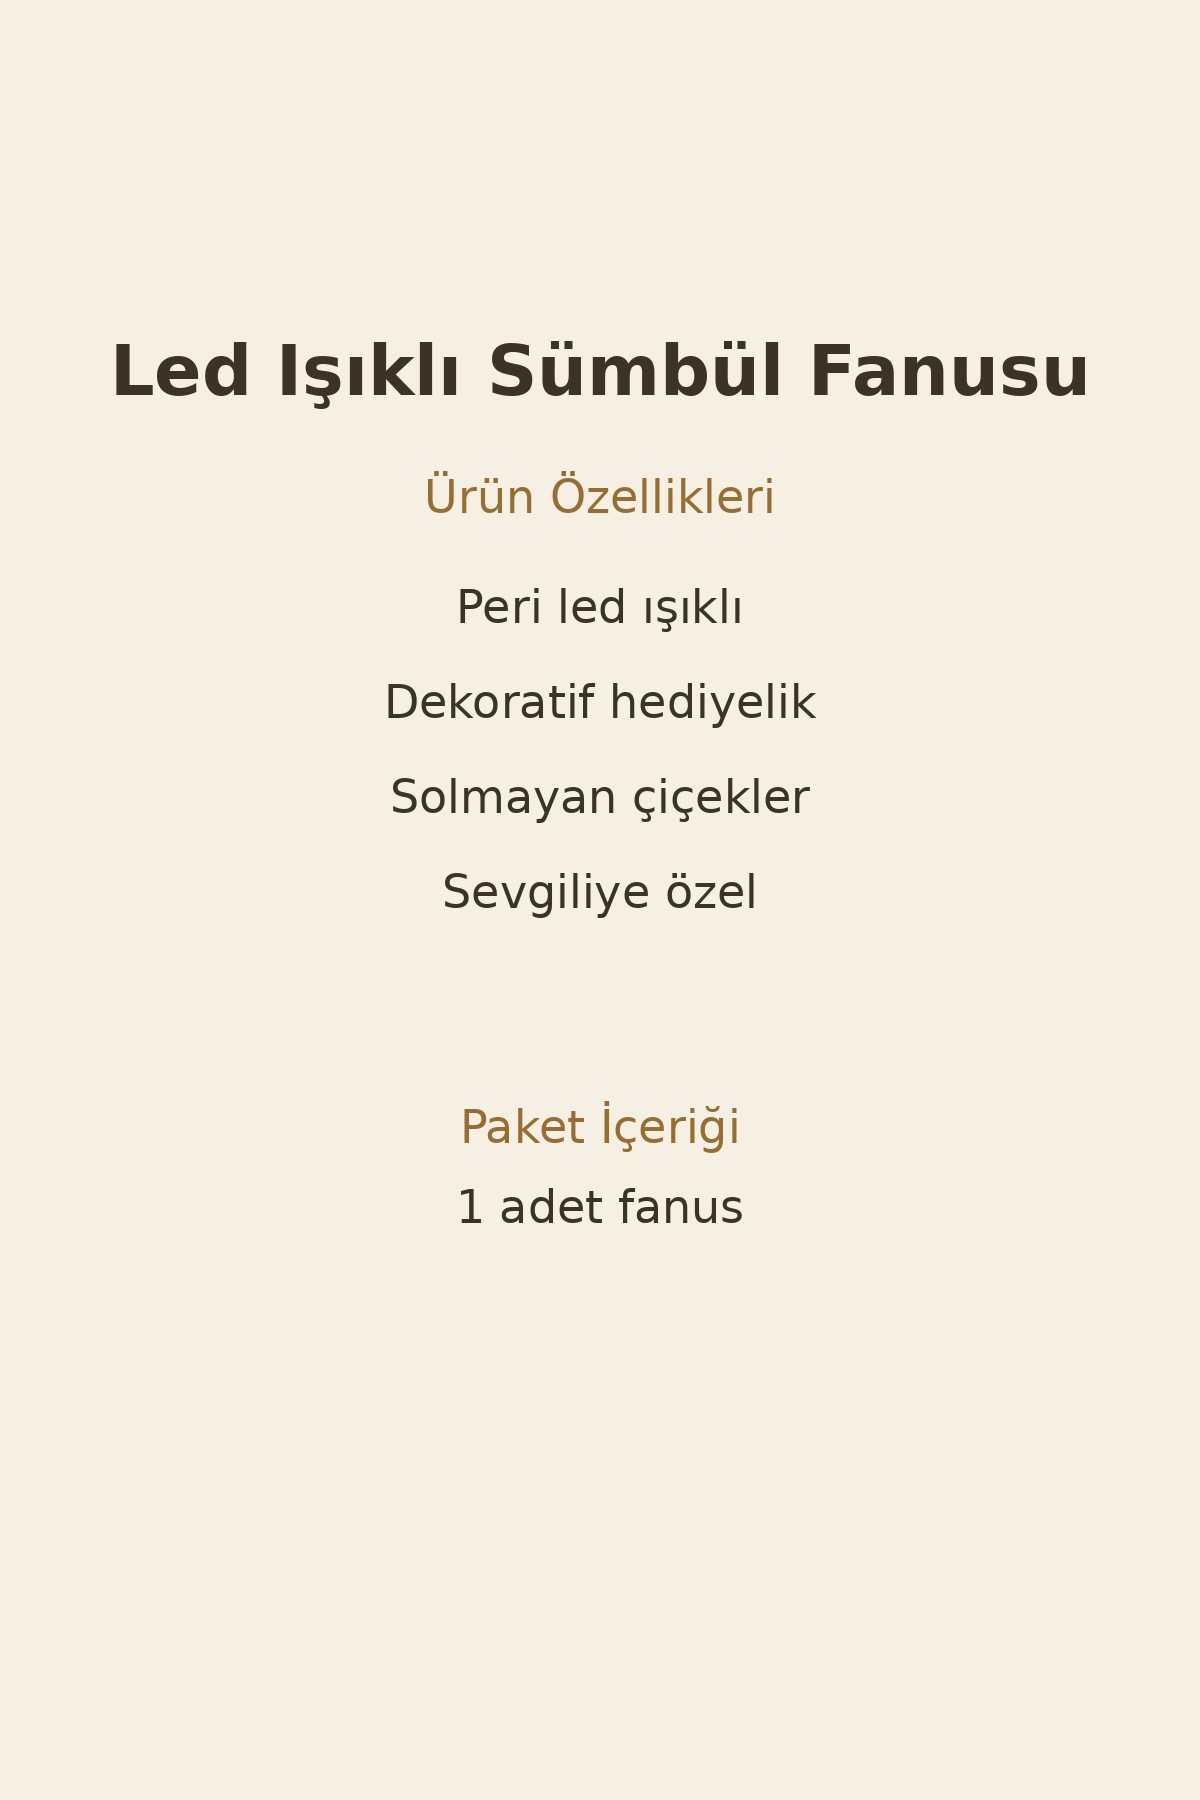 Led Işıklı Sümbül Fanusu
Ürün Özellikleri
Peri led ışıklı
Dekoratif hediyelik
Solmayan çiçekler
Sevgiliye özel
Paket İçeriği
1 adet fanus